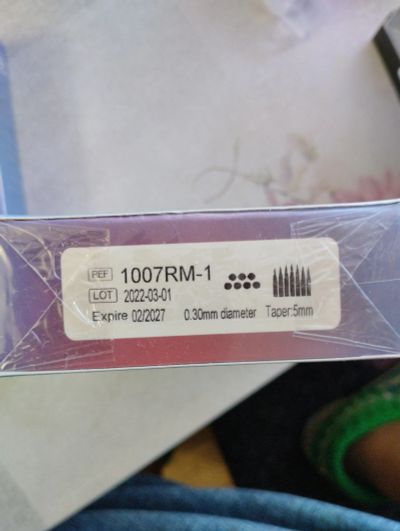 REF 1007RM-1
LOT 2022-03-01
Expire 02/2027 0.30mm diameter Taper:5mm